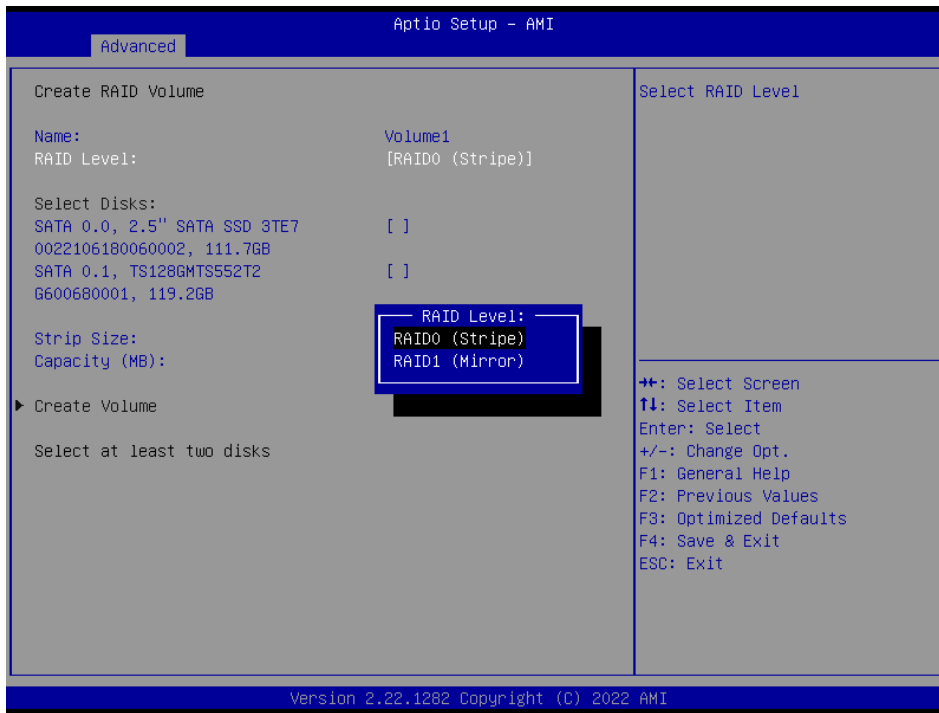 Aptio Setup – AMI
Advanced
Create RAID Volume
Select RAID Level
Name: Volume1
RAID Level: [RAID0 (Stripe)]
Select Disks:
SATA 0.0, 2.5" SATA SSD 3TE7 [ ]
0022106180060002, 111.7GB
SATA 0.1, TS128GMTS552T2 [ ]
G600680001, 119.2GB
RAID Level:
RAID0 (Stripe)
RAID1 (Mirror)
Strip Size:
Capacity (MB):
▶ Create Volume
Select at least two disks
→←: Select Screen
↑↓: Select Item
Enter: Select
+/-: Change Opt.
F1: General Help
F2: Previous Values
F3: Optimized Defaults
F4: Save & Exit
ESC: Exit
Version 2.22.1282 Copyright (C) 2022 AMI